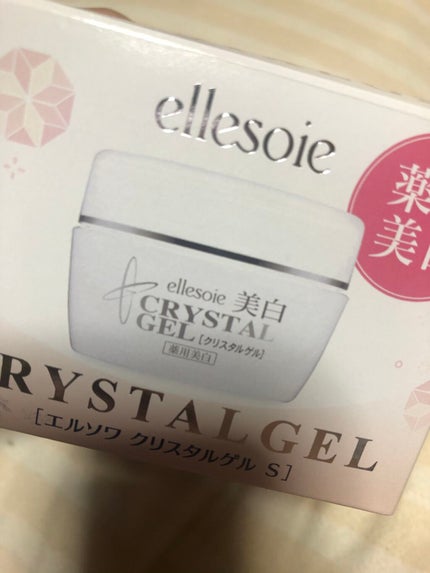 ellesoie
薬
美白
ellesoie 美白
CRYSTAL
GEL [クリスタルゲル]
薬用美白
RYSTALGEL
[エルソワ クリスタルゲル S]